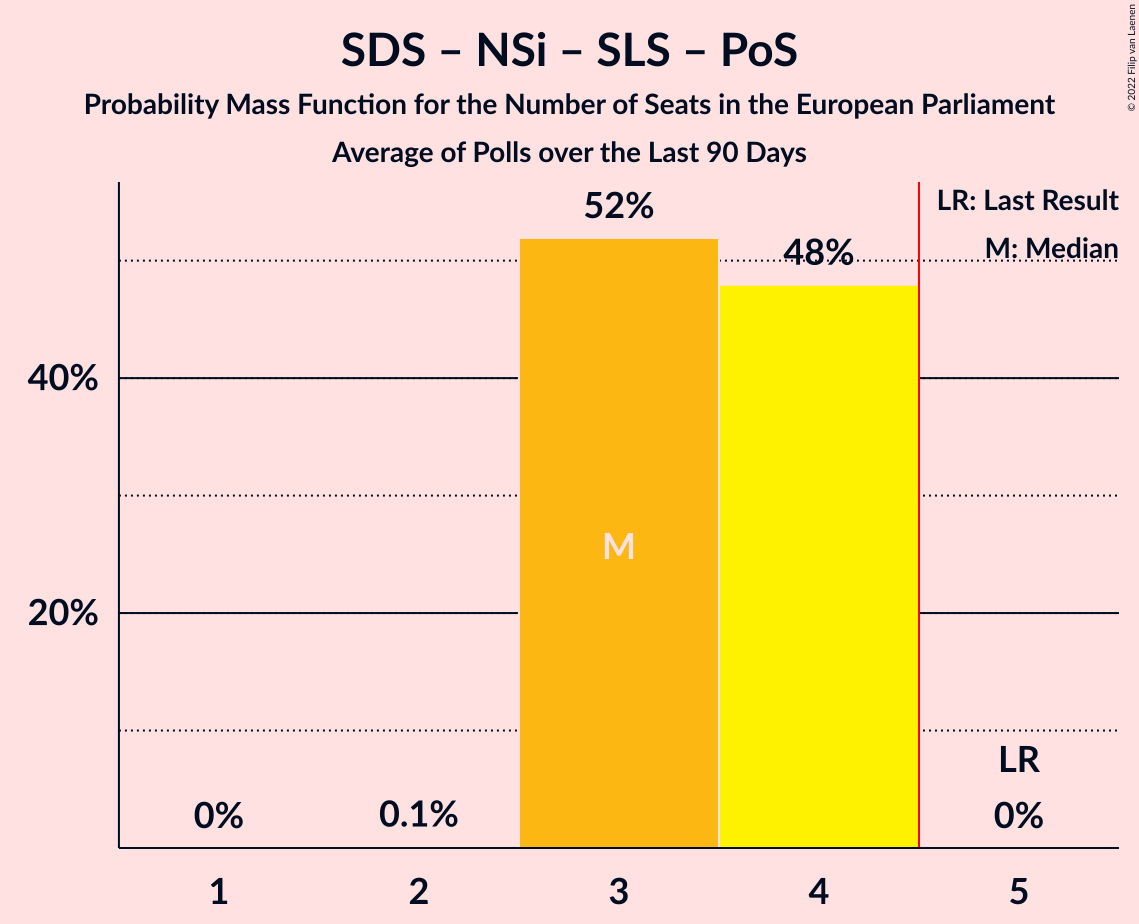 SDS – NSi – SLS – PoS
Probability Mass Function for the Number of Seats in the European Parliament
Average of Polls over the Last 90 Days
© 2022 Filip van Laenen
LR: Last Result
M: Median
52%
48%
40%
20%
M
LR
0%
0.1%
0%
1
2
3
4
5